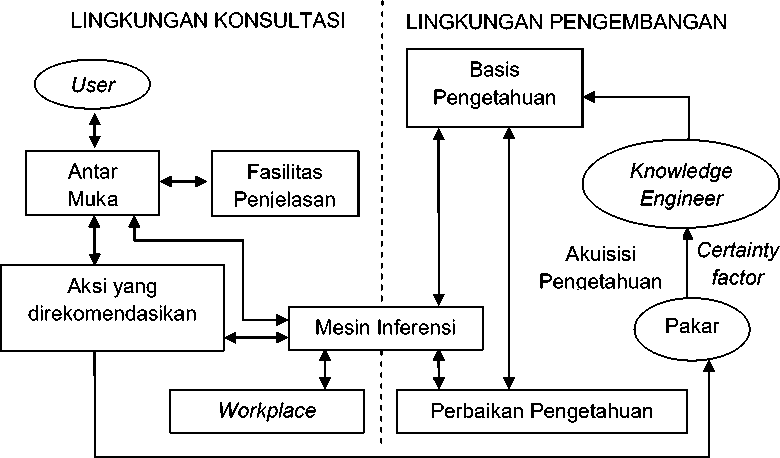 LINGKUNGAN KONSULTASI
LINGKUNGAN PENGEMBANGAN
User
Basis
Pengetahuan
Antar
Muka
Fasilitas
Penjelasan
Knowledge
Engineer
Akuisisi
Pengetahuan
Certainty
factor
Aksi yang
direkomendasikan
Mesin Inferensi
Pakar
Workplace
Perbaikan Pengetahuan